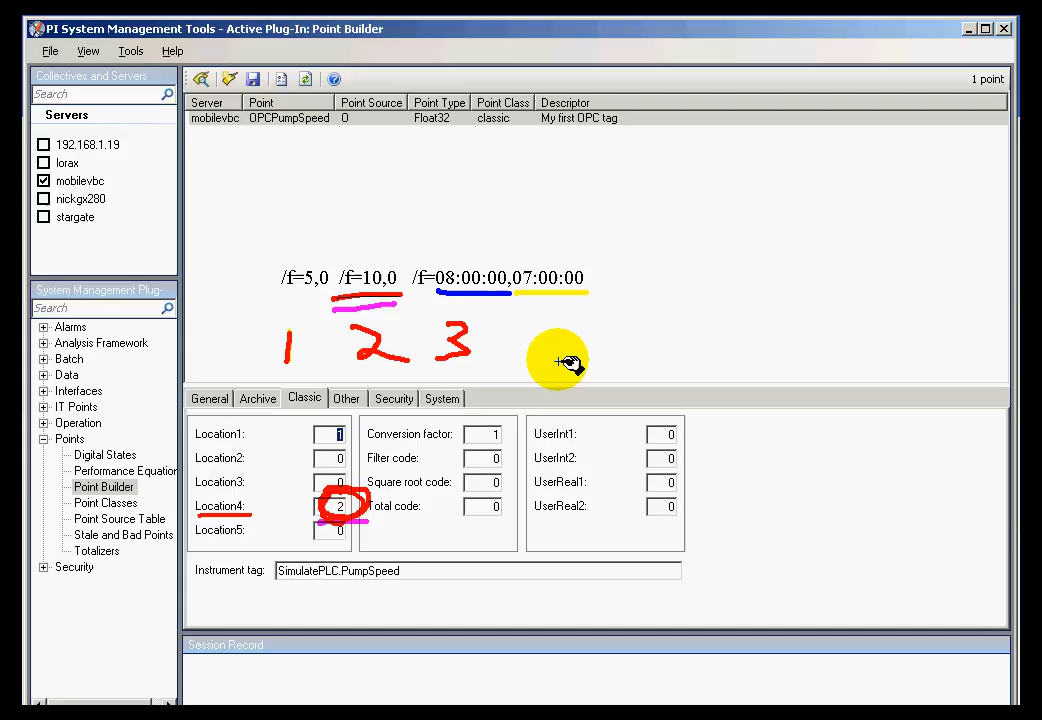 PI System Management Tools - Active Plug-In: Point Builder
File View Tools Help
Collectives and Servers
Search
Servers
192.168.1.19
lorax
mobilevbc
nickgx280
stargate
System Management Plug-
Search
Alarms
Analysis Framework
Batch
Data
Interfaces
IT Points
Operation
Points
Digital States
Performance Equation
Point Builder
Point Classes
Point Source Table
Stale and Bad Points
Totalizers
Security
1 point
Server Point Point Source Point Type Point Class Descriptor
mobilevbc OPCPumpSpeed O Float32 classic My first OPC tag
/f=5,0 /f=10,0 /f=08:00:00,07:00:00
1 2 3
General Archive Classic Other Security System
Location1: 1 Conversion factor: 1 UserInt1: 0
Location2: 0 Filter code: 0 UserInt2: 0
Location3: 0 Square root code: 0 UserReal1: 0
Location4: 2 Total code: 0 UserReal2: 0
Location5: 0
Instrument tag: SimulatePLC.PumpSpeed
Session Record